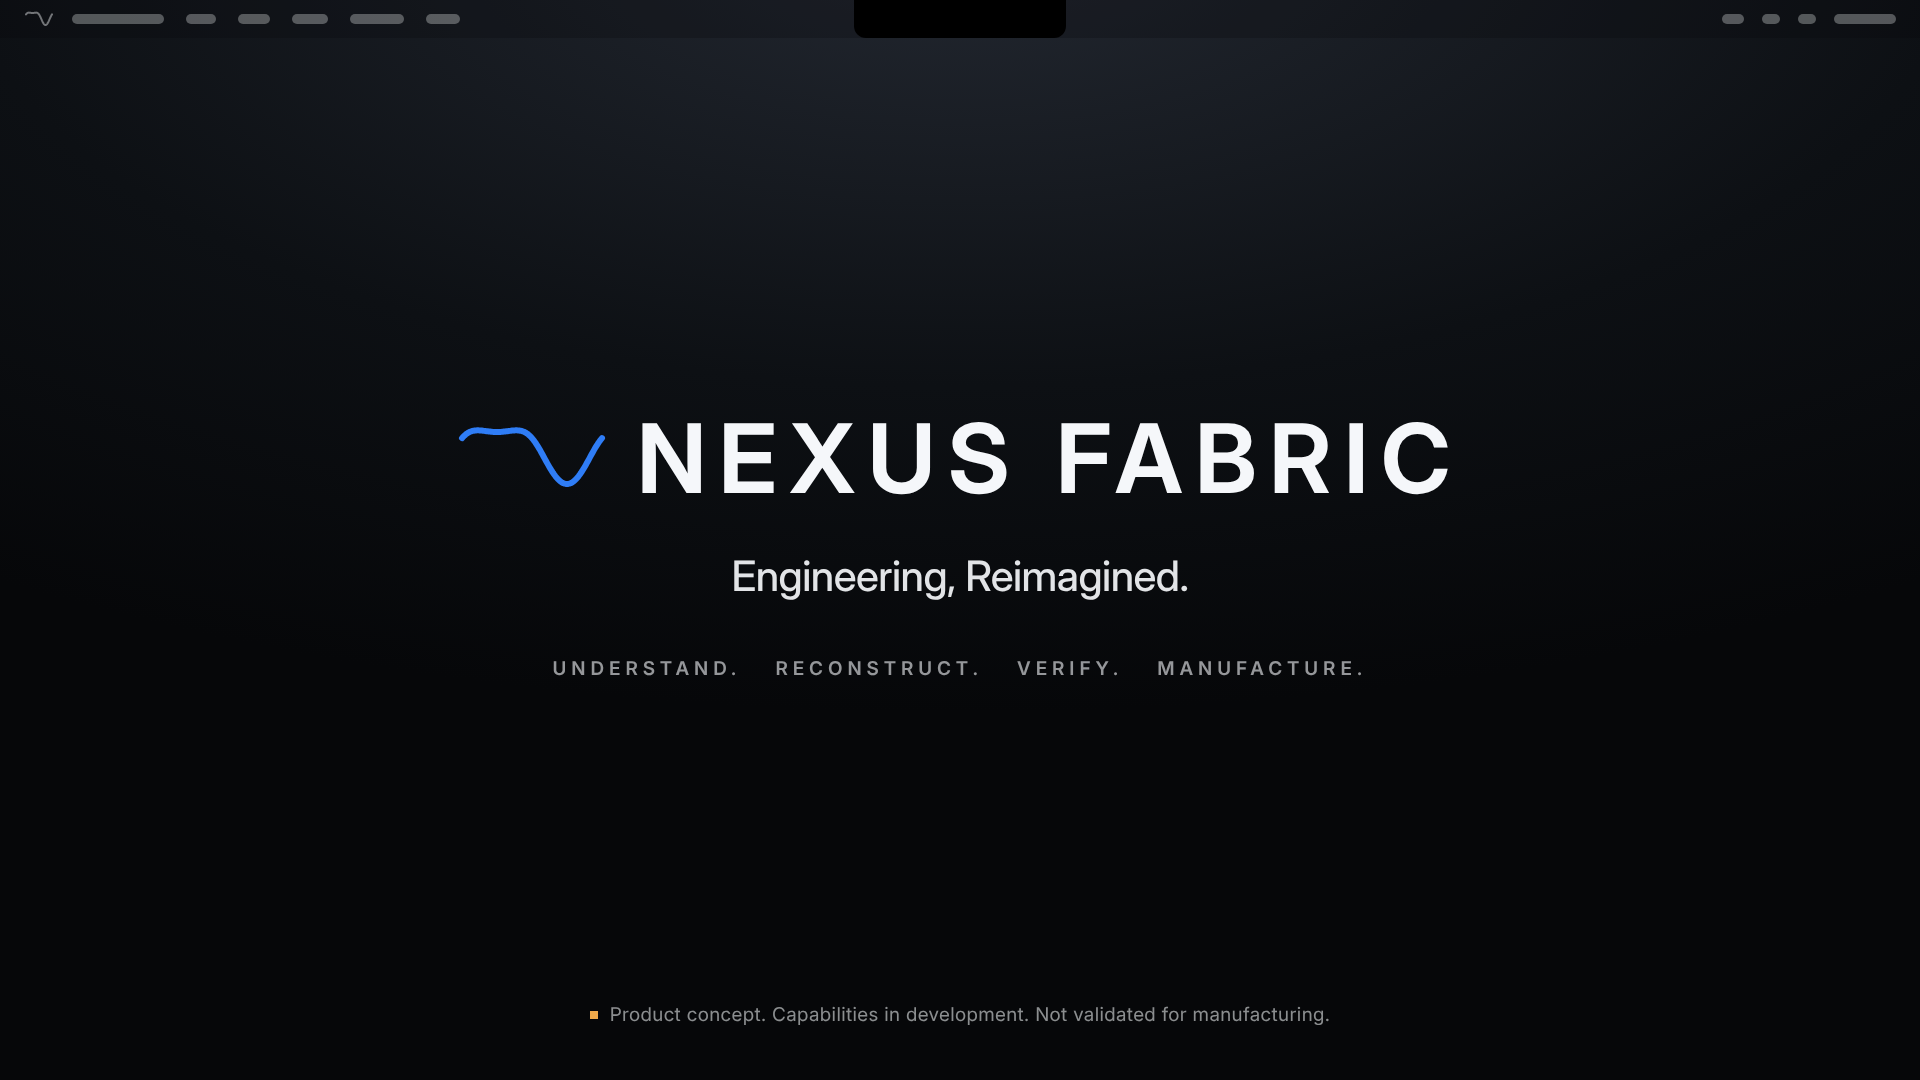 NEXUS FABRIC
Engineering, Reimagined.
UNDERSTAND. RECONSTRUCT. VERIFY. MANUFACTURE.
Product concept. Capabilities in development. Not validated for manufacturing.